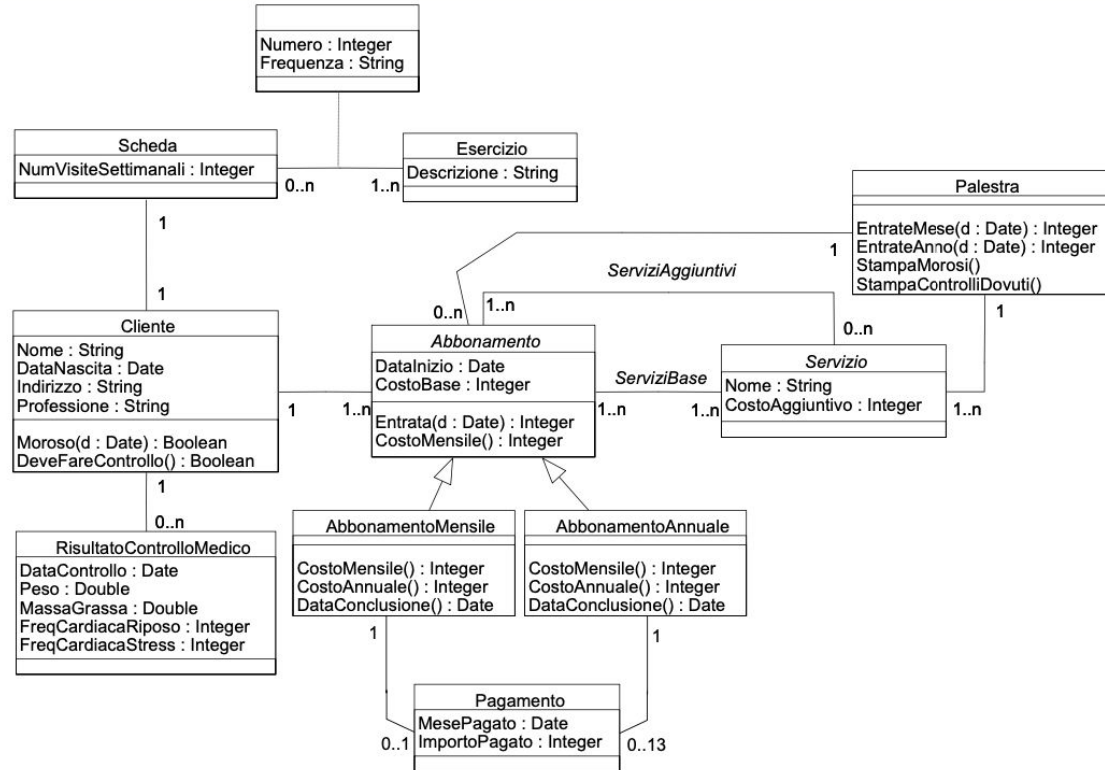 Numero : Integer
Frequenza : String
Scheda
NumVisiteSettimanali : Integer
0..n
1..n
Esercizio
Descrizione : String
Palestra
EntrateMese(d : Date) : Integer
EntrateAnno(d : Date) : Integer
StampaMorosi()
StampaControlliDovuti()
1
1
1
1
ServiziAggiuntivi
0..n
1..n
0..n
Cliente
Nome : String
DataNascita : Date
Indirizzo : String
Professione : String
Moroso(d : Date) : Boolean
DeveFareControllo() : Boolean
1
1..n
Abbonamento
DataInizio : Date
CostoBase : Integer
Entrata(d : Date) : Integer
CostoMensile() : Integer
ServiziBase
1..n
1..n
Servizio
Nome : String
CostoAggiuntivo : Integer
1..n
1
0..n
RisultatoControlloMedico
DataControllo : Date
Peso : Double
MassaGrassa : Double
FreqCardiacaRiposo : Integer
FreqCardiacaStress : Integer
AbbonamentoMensile
CostoMensile() : Integer
CostoAnnuale() : Integer
DataConclusione() : Date
AbbonamentoAnnuale
CostoMensile() : Integer
CostoAnnuale() : Integer
DataConclusione() : Date
1
1
Pagamento
MesePagato : Date
ImportoPagato : Integer
0..1
0..13